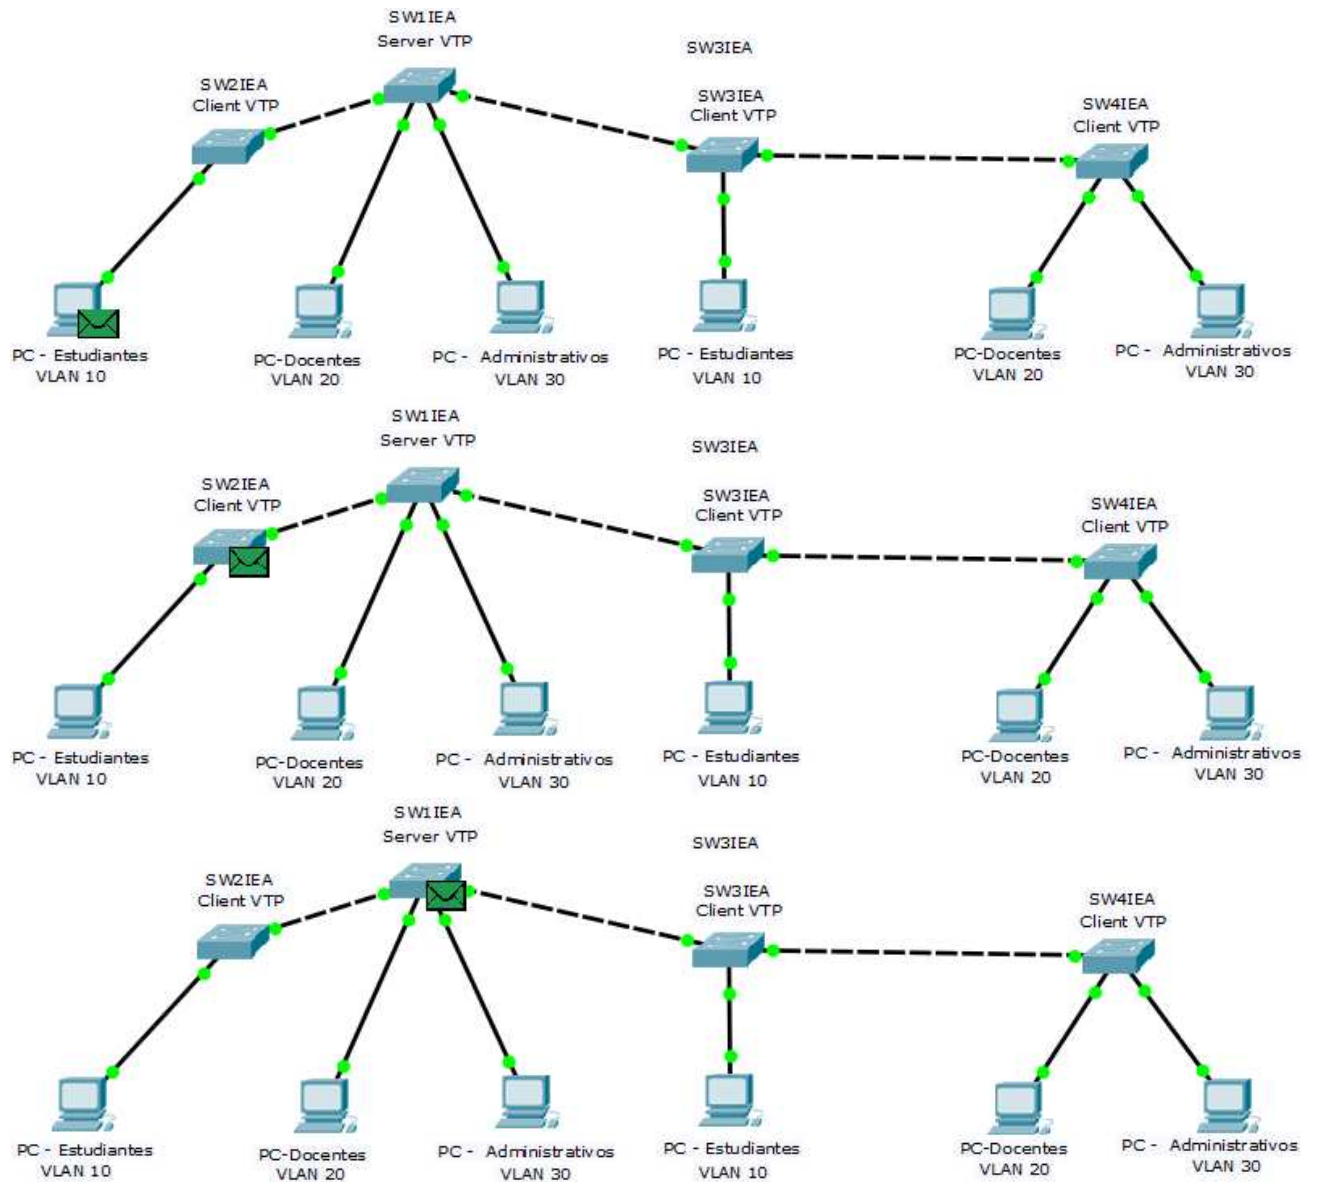 SW1IEA
Server VTP
SW2IEA
Client VTP
SW3IEA
SW3IEA
Client VTP
SW4IEA
Client VTP
PC - Estudiantes
VLAN 10
PC-Docentes
VLAN 20
PC - Administrativos
VLAN 30
PC - Estudiantes
VLAN 10
PC-Docentes
VLAN 20
PC - Administrativos
VLAN 30
SW1IEA
Server VTP
SW2IEA
Client VTP
SW3IEA
SW3IEA
Client VTP
SW4IEA
Client VTP
PC - Estudiantes
VLAN 10
PC-Docentes
VLAN 20
PC - Administrativos
VLAN 30
PC - Estudiantes
VLAN 10
PC-Docentes
VLAN 20
PC - Administrativos
VLAN 30
SW1IEA
Server VTP
SW2IEA
Client VTP
SW3IEA
SW3IEA
Client VTP
SW4IEA
Client VTP
PC - Estudiantes
VLAN 10
PC-Docentes
VLAN 20
PC - Administrativos
VLAN 30
PC - Estudiantes
VLAN 10
PC-Docentes
VLAN 20
PC - Administrativos
VLAN 30